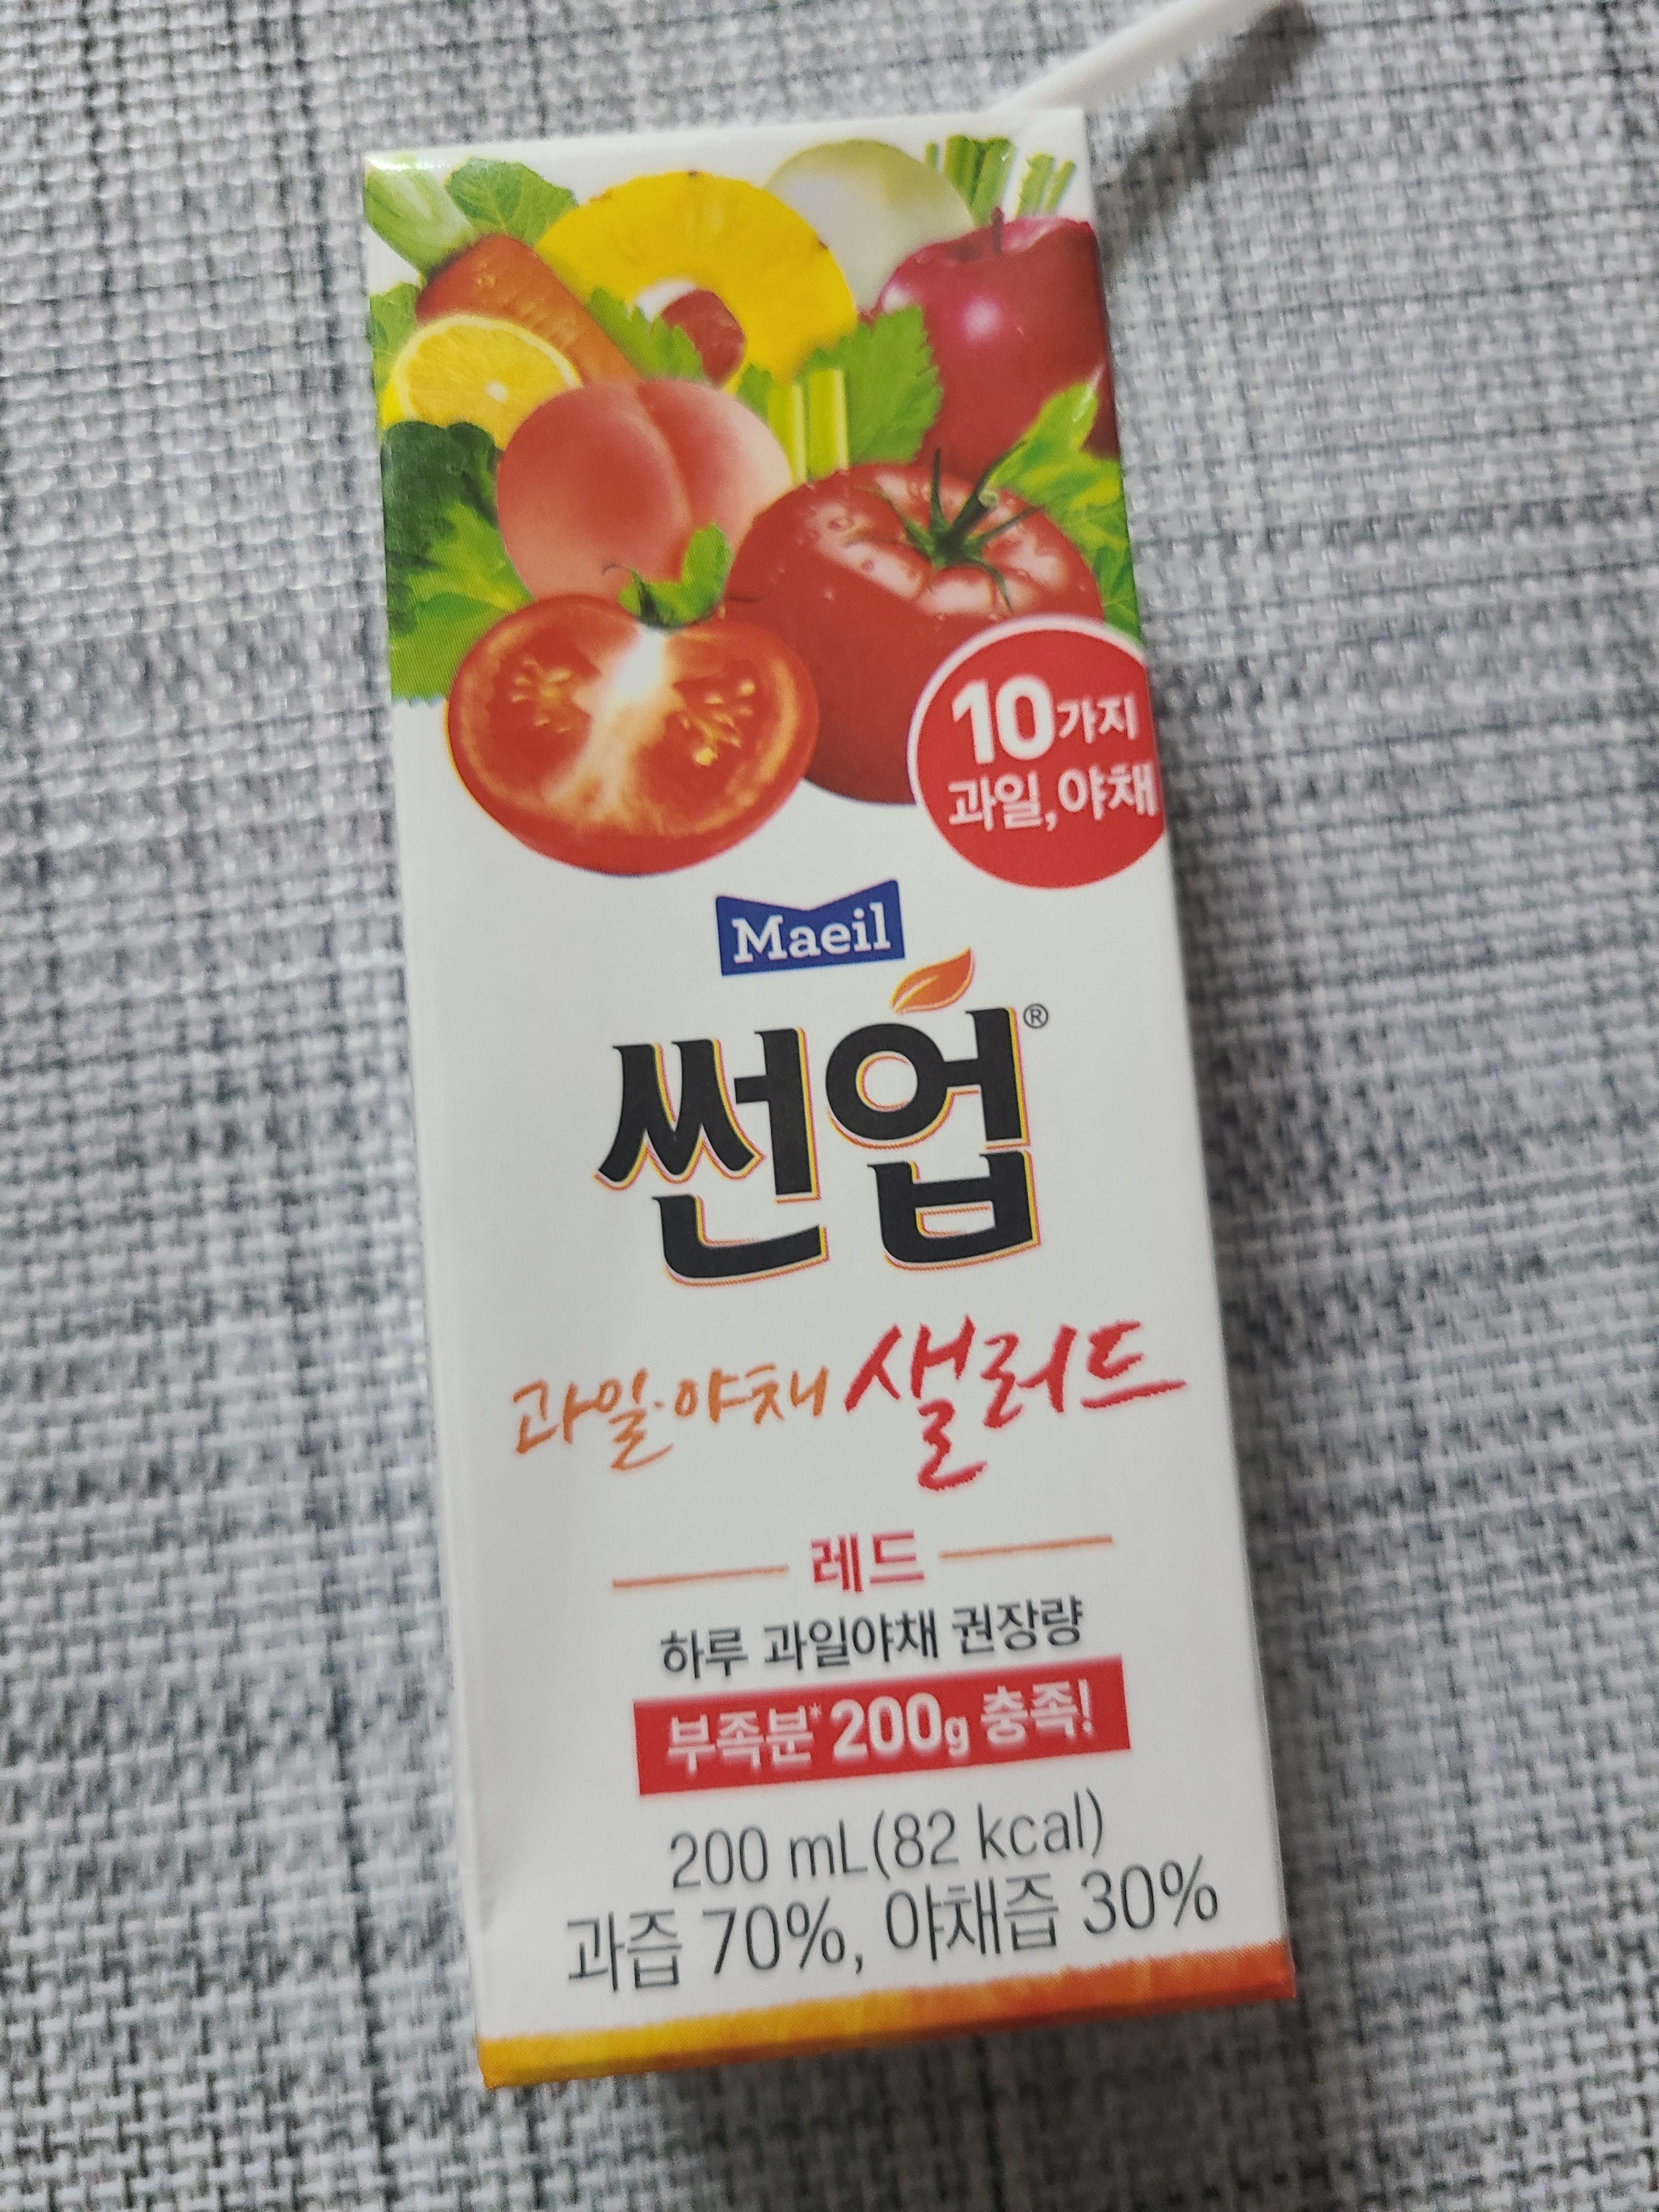 10가지
과일,야채
Maeil
썬업®
과일·야채 샐러드
레드
하루 과일야채 권장량
부족분* 200g 충족!
200 mL(82 kcal)
과즙 70%, 야채즙 30%